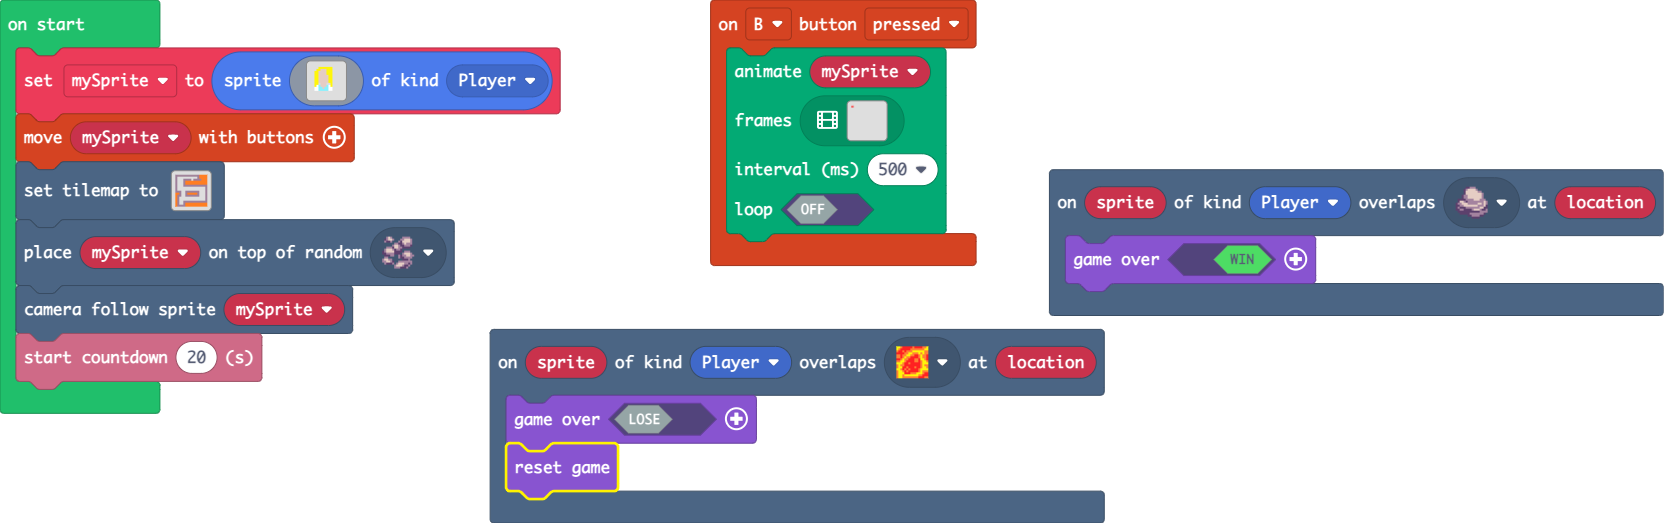 on start
set mySprite to sprite of kind Player
move mySprite with buttons
set tilemap to
place mySprite on top of random
camera follow sprite mySprite
start countdown 20 (s)
on B button pressed
animate mySprite
frames
interval (ms) 500
loop OFF
on sprite of kind Player overlaps at location
game over WIN
on sprite of kind Player overlaps at location
game over LOSE
reset game